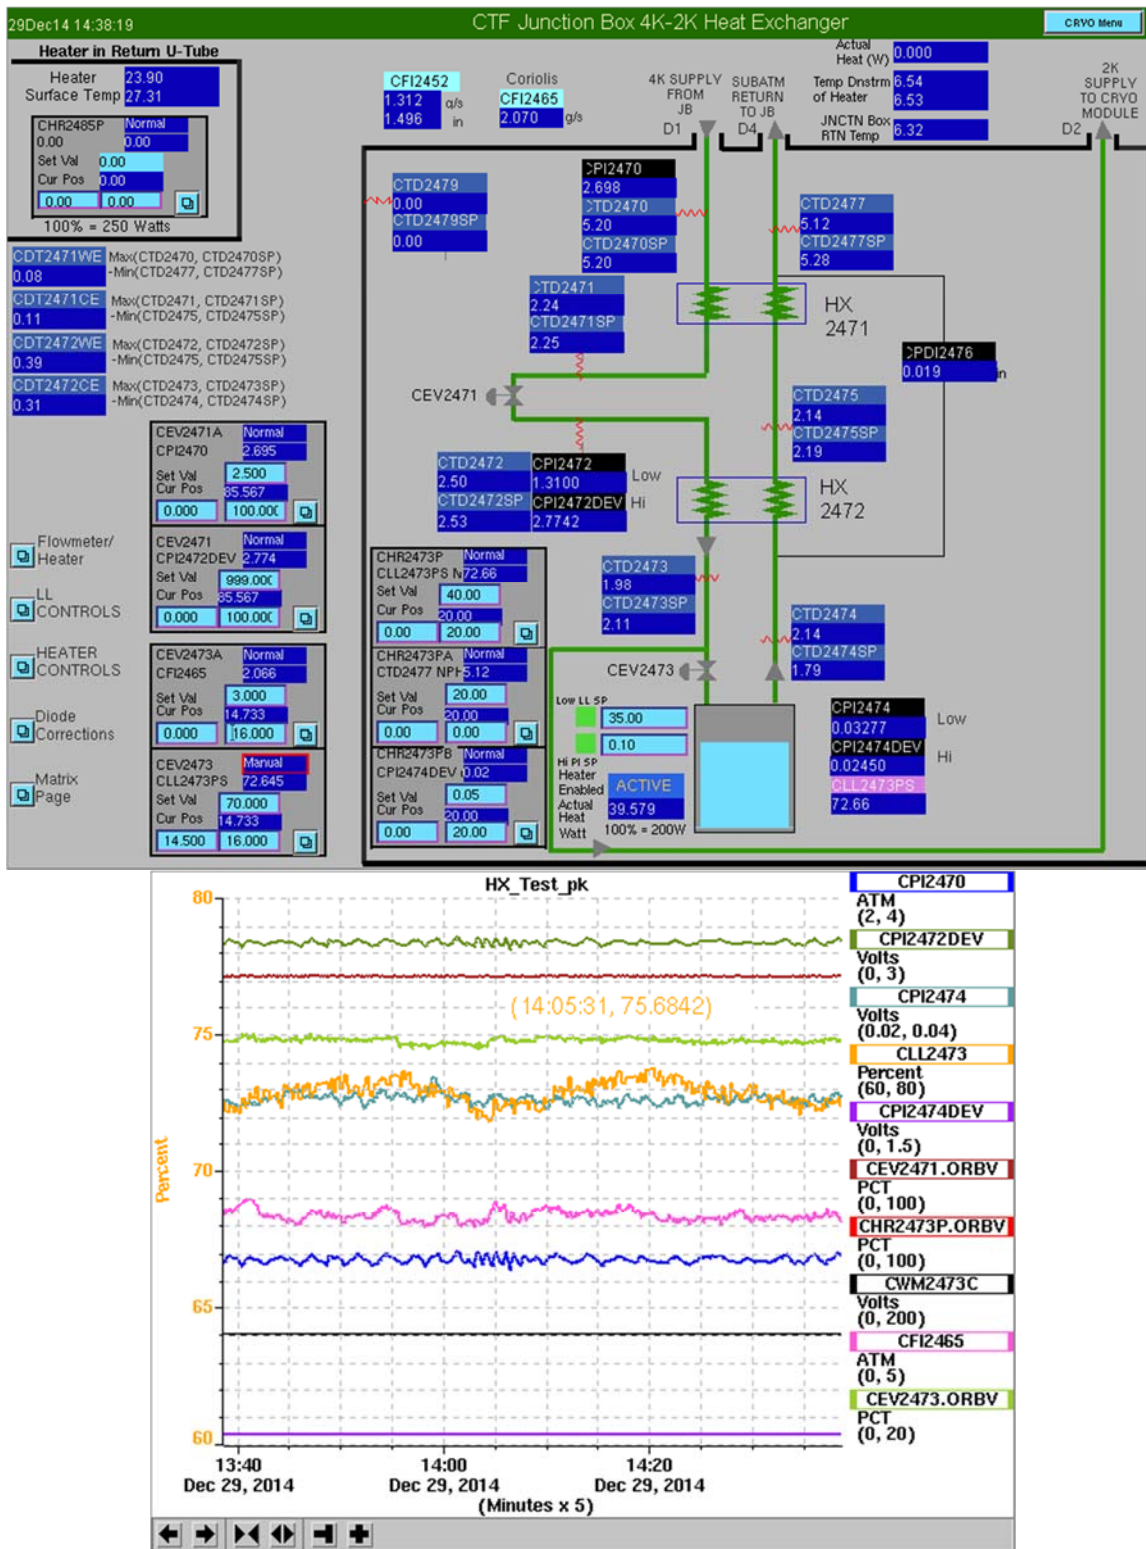 29Dec14 14:38:19
CTF Junction Box 4K-2K Heat Exchanger
CRYO Menu
Heater in Return U-Tube
Heater 23.90
Surface Temp 27.31
CHR2485P Normal
0.00 0.00
Set Val 0.00
Cur Pos 0.00
0.00 0.00
100% = 250 Watts
CFI2452
1.312 g/s
1.496 in
Coriolis
CFI2465
2.070 g/s
4K SUPPLY
FROM
JB
D1
SUBATM
RETURN
TO JB
D4
Actual
Heat (W) 0.000
Temp Dnstrm 6.54
of Heater 6.53
JNCTN Box
RTN Temp 6.32
2K
SUPPLY
TO CRYO
MODULE
D2
CDT2471WE Max(CTD2470, CTD2470SP)
0.08 -Min(CTD2477, CTD2477SP)
CDT2471CE Max(CTD2471, CTD2471SP)
0.11 -Min(CTD2475, CTD2475SP)
CDT2472WE Max(CTD2472, CTD2472SP)
0.39 -Min(CTD2475, CTD2475SP)
CDT2472CE Max(CTD2473, CTD2473SP)
0.31 -Min(CTD2474, CTD2474SP)
CTD2479
0.00
CTD2479SP
0.00
CPI2470
2.698
CTD2470
5.20
CTD2470SP
5.20
CTD2477
5.12
CTD2477SP
5.28
CTD2471
2.24
CTD2471SP
2.25
HX
2471
CPDI2476
0.019 in
CEV2471
CTD2475
2.14
CTD2475SP
2.19
CTD2472 CPI2472
2.50 1.3100 Low
CTD2472SP CPI2472DEV Hi
2.53 2.7742
HX
2472
CTD2473
1.98
CTD2473SP
2.11
CTD2474
2.14
CTD2474SP
1.79
CEV2473
Flowmeter/
Heater
LL
CONTROLS
HEATER
CONTROLS
Diode
Corrections
Matrix
Page
CEV2471A Normal
CPI2470 2.695
Set Val 2.500
Cur Pos 85.567
0.000 100.00
CEV2471 Normal
CPI2472DEV 2.774
Set Val 999.00
Cur Pos 85.567
0.000 100.00
CEV2473A Normal
CFI2465 2.066
Set Val 3.000
Cur Pos 14.733
0.000 16.000
CEV2473 Manual
CLL2473PS 72.645
Set Val 70.000
Cur Pos 14.733
14.500 16.000
CHR2473P Normal
CLL2473PS N 72.66
Set Val 40.00
Cur Pos 20.00
0.00 20.00
CHR2473PA Normal
CTD2477 NPH 5.12
Set Val 20.00
Cur Pos 20.00
0.00 0.00
CHR2473PB Normal
CPI2474DEV 0.02
Set Val 0.05
Cur Pos 20.00
0.00 20.00
Low LL SP
35.00
0.10
Hi PI SP
Heater
Enabled ACTIVE
Actual
Heat 39.579
Watt 100% = 200W
CPI2474
0.03277 Low
CPI2474DEV
0.02450 Hi
CLL2473PS
72.66
HX_Test_pk
80
75
70
65
60
Percent
(14:05:31, 75.6842)
13:40 14:00 14:20
Dec 29, 2014 Dec 29, 2014 Dec 29, 2014
(Minutes x 5)
CPI2470
ATM
(2, 4)
CPI2472DEV
Volts
(0, 3)
CPI2474
Volts
(0.02, 0.04)
CLL2473
Percent
(60, 80)
CPI2474DEV
Volts
(0, 1.5)
CEV2471.ORBV
PCT
(0, 100)
CHR2473P.ORBV
PCT
(0, 100)
CWM2473C
Volts
(0, 200)
CFI2465
ATM
(0, 5)
CEV2473.ORBV
PCT
(0, 20)